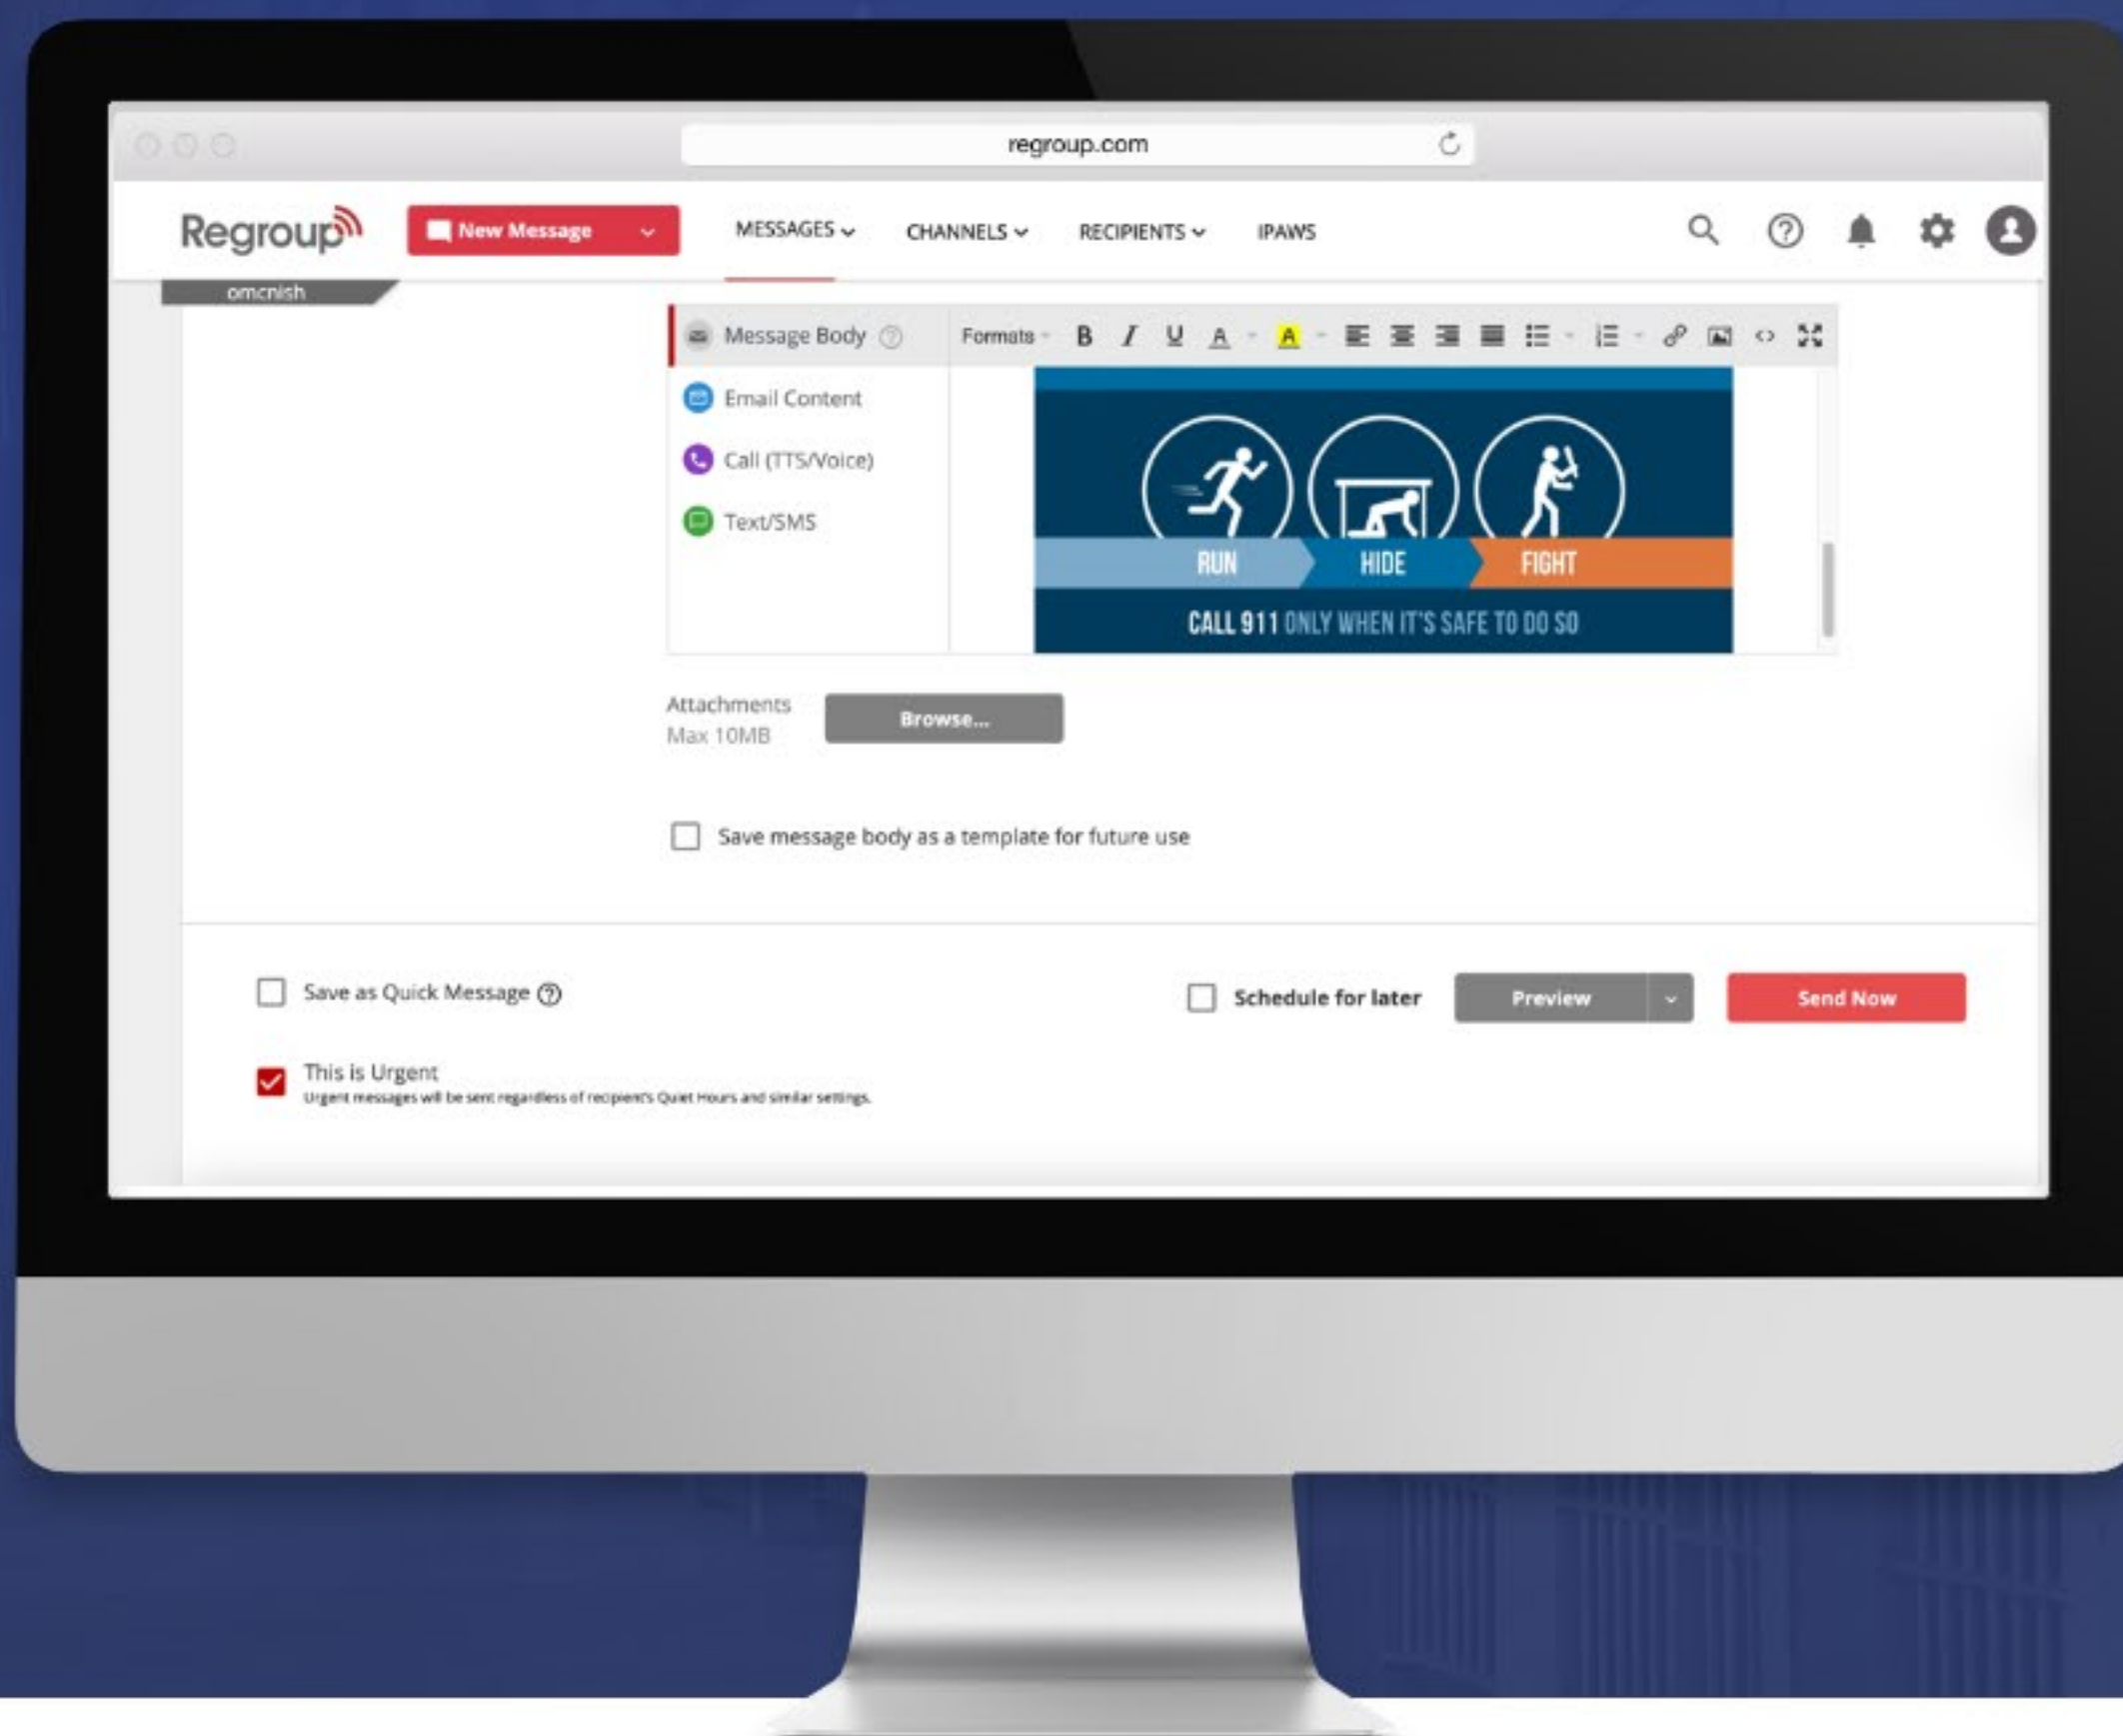 regroup.com
Regroup New Message MESSAGES CHANNELS RECIPIENTS IPAWS
omcnish
Message Body Formats B I U A A
Email Content
Call (TTS/Voice)
Text/SMS
RUN HIDE FIGHT
CALL 911 ONLY WHEN IT'S SAFE TO DO SO
Attachments
Max 10MB
Browse...
Save message body as a template for future use
Save as Quick Message
Schedule for later Preview Send Now
This is Urgent
Urgent messages will be sent regardless of recipient's Quiet Hours and similar settings.